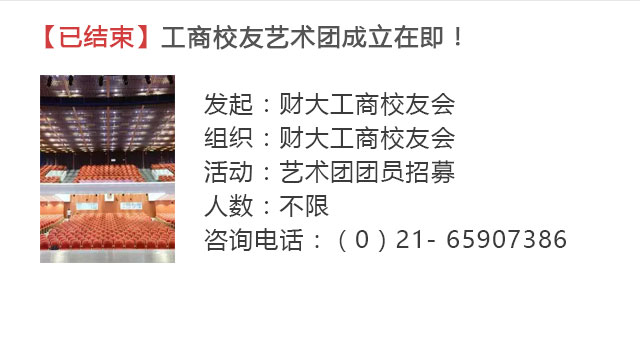 【已结束】工商校友艺术团成立在即！
发起：财大工商校友会
组织：财大工商校友会
活动：艺术团团员招募
人数：不限
咨询电话：（0）21- 65907386